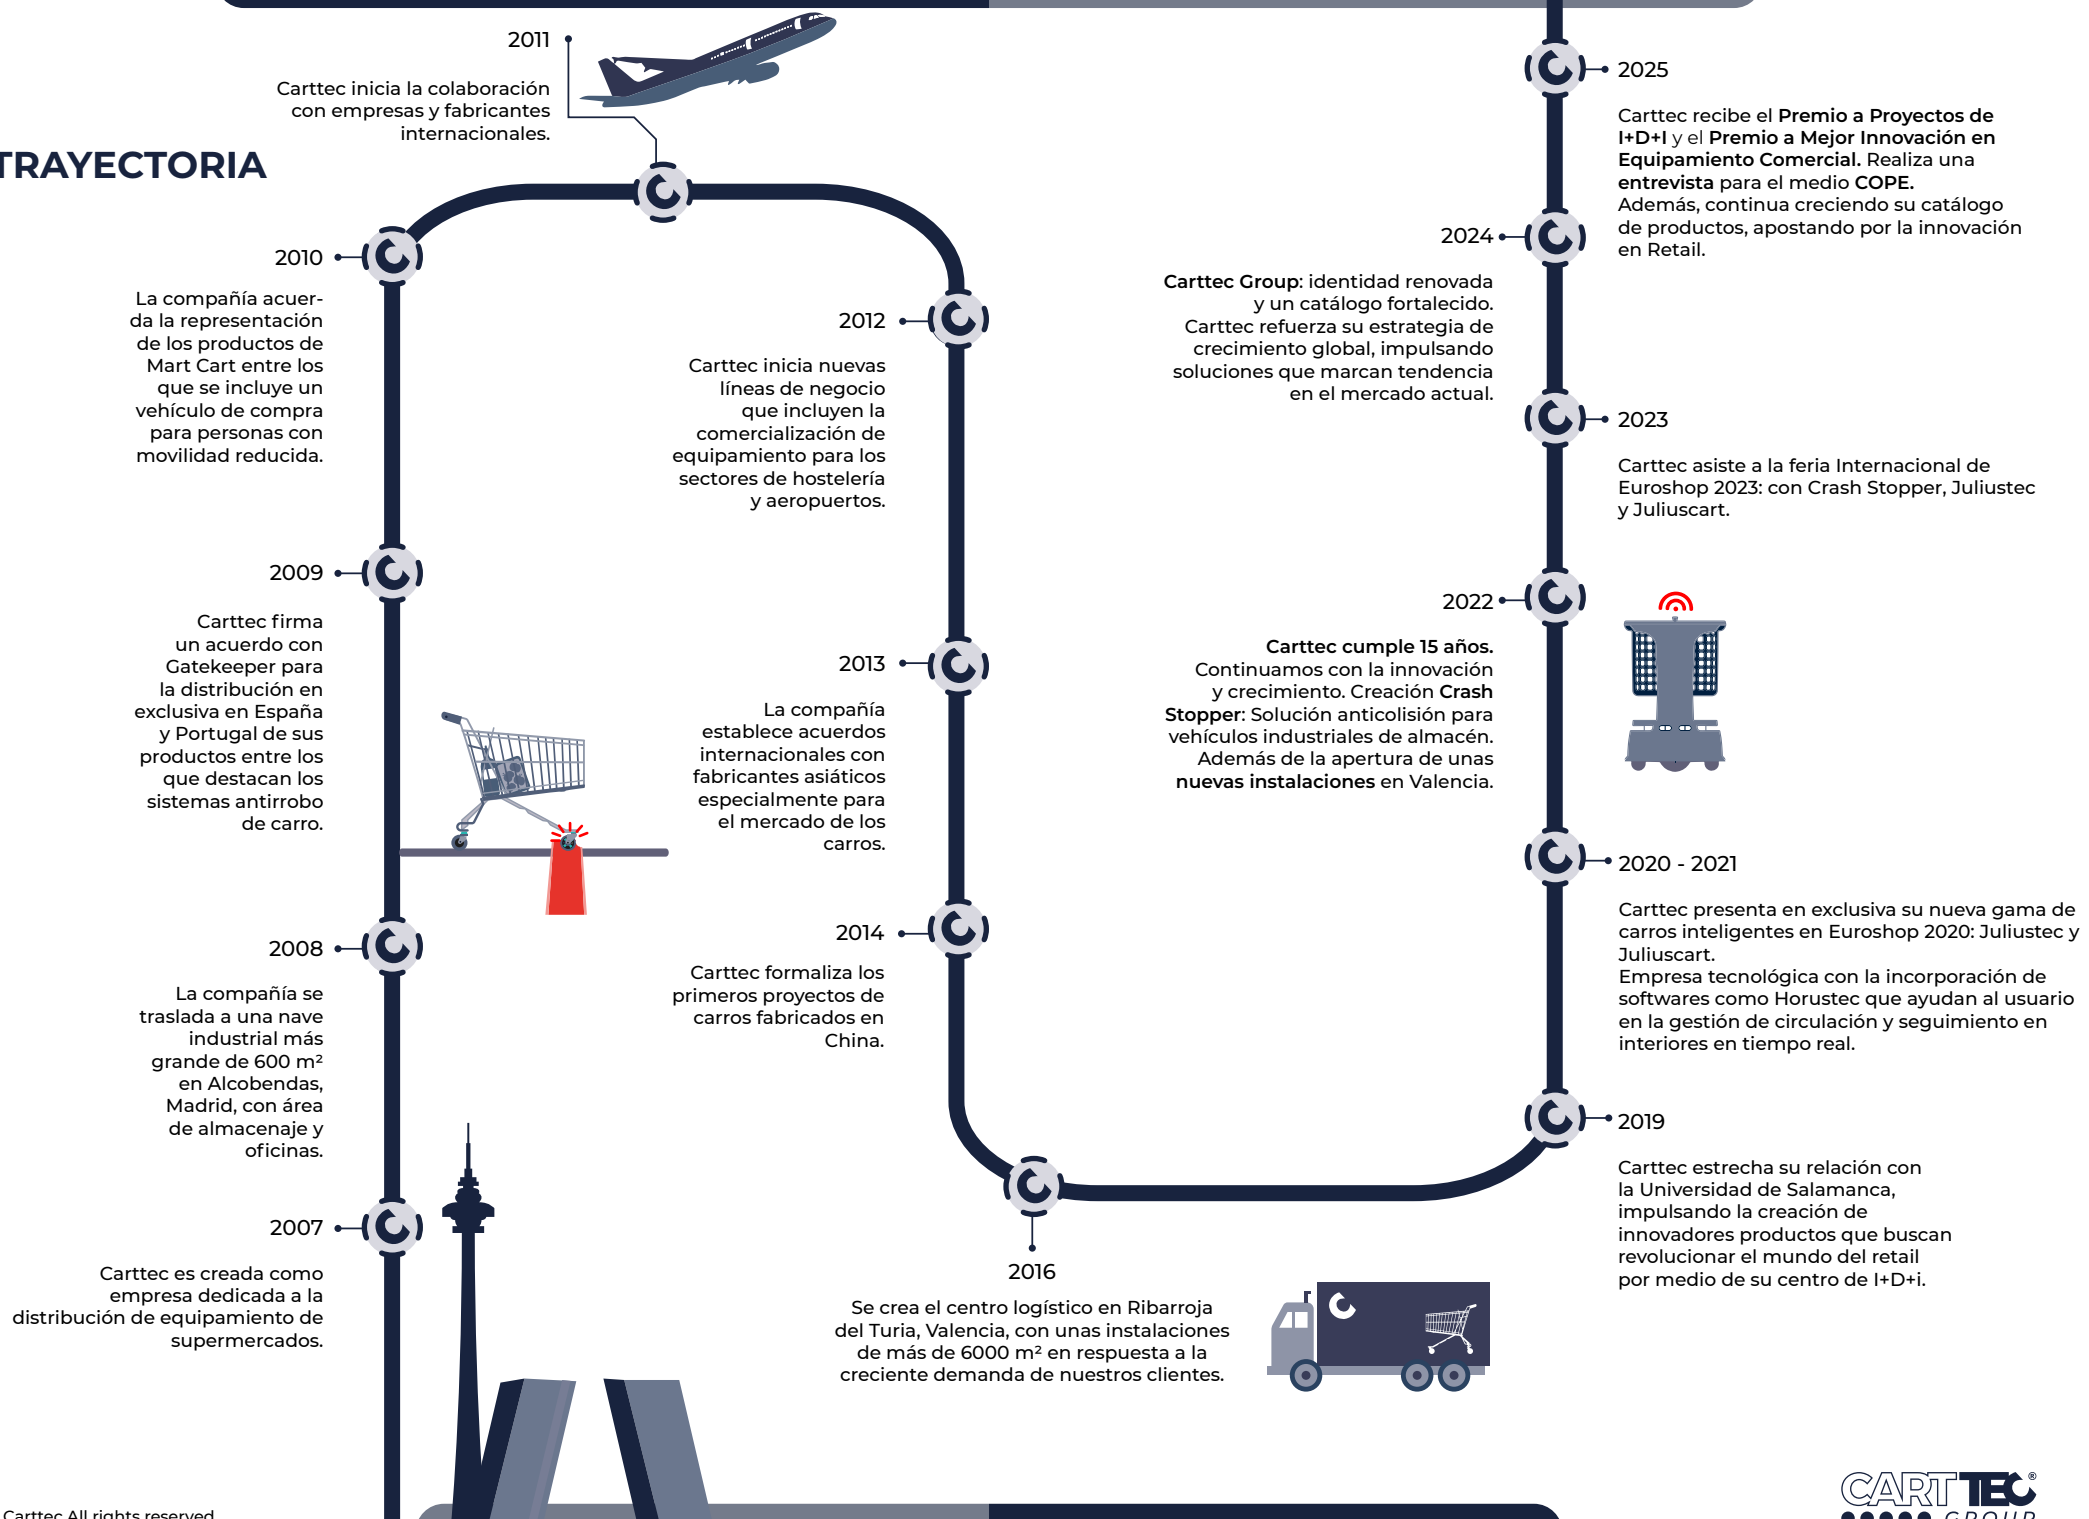 TRAYECTORIA
2007
Carttec es creada como
empresa dedicada a la
distribución de equipamiento de
supermercados.
2008
La compañía se
traslada a una nave
industrial más
grande de 600 m²
en Alcobendas,
Madrid, con área
de almacenaje y
oficinas.
2009
Carttec firma
un acuerdo con
Gatekeeper para
la distribución en
exclusiva en España
y Portugal de sus
productos entre los
que destacan los
sistemas antirrobo
de carro.
2010
La compañía acuer-
da la representación
de los productos de
Mart Cart entre los
que se incluye un
vehículo de compra
para personas con
movilidad reducida.
2011
Carttec inicia la colaboración
con empresas y fabricantes
internacionales.
2012
Carttec inicia nuevas
líneas de negocio
que incluyen la
comercialización de
equipamiento para los
sectores de hostelería
y aeropuertos.
2013
La compañía
establece acuerdos
internacionales con
fabricantes asiáticos
especialmente para
el mercado de los
carros.
2014
Carttec formaliza los
primeros proyectos de
carros fabricados en
China.
2016
Se crea el centro logístico en Ribarroja
del Turia, Valencia, con unas instalaciones
de más de 6000 m² en respuesta a la
creciente demanda de nuestros clientes.
2019
Carttec estrecha su relación con
la Universidad de Salamanca,
impulsando la creación de
innovadores productos que buscan
revolucionar el mundo del retail
por medio de su centro de I+D+i.
2020 - 2021
Carttec presenta en exclusiva su nueva gama de
carros inteligentes en Euroshop 2020: Juliustec y
Juliuscart.
Empresa tecnológica con la incorporación de
softwares como Horustec que ayudan al usuario
en la gestión de circulación y seguimiento en
interiores en tiempo real.
2022
Carttec cumple 15 años.
Continuamos con la innovación
y crecimiento. Creación Crash
Stopper: Solución anticolisión para
vehículos industriales de almacén.
Además de la apertura de unas
nuevas instalaciones en Valencia.
2023
Carttec asiste a la feria Internacional de
Euroshop 2023: con Crash Stopper, Juliustec
y Juliuscart.
2024
Carttec Group: identidad renovada
y un catálogo fortalecido.
Carttec refuerza su estrategia de
crecimiento global, impulsando
soluciones que marcan tendencia
en el mercado actual.
2025
Carttec recibe el Premio a Proyectos de
I+D+I y el Premio a Mejor Innovación en
Equipamiento Comercial. Realiza una
entrevista para el medio COPE.
Además, continua creciendo su catálogo
de productos, apostando por la innovación
en Retail.
Carttec All rights reserved
CARTTEC®
GROUP